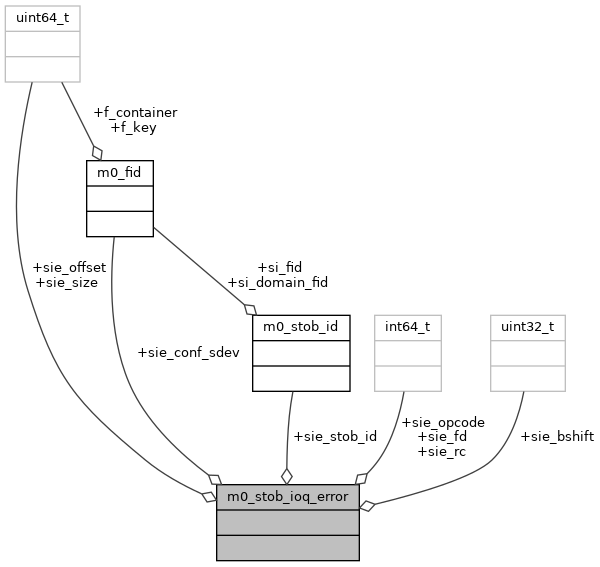 uint64_t
+f_container
+f_key
m0_fid
+sie_offset
+sie_size
+si_fid
+si_domain_fid
m0_stob_id
int64_t
uint32_t
+sie_conf_sdev
+sie_stob_id
+sie_opcode
+sie_fd
+sie_rc
+sie_bshift
m0_stob_ioq_error